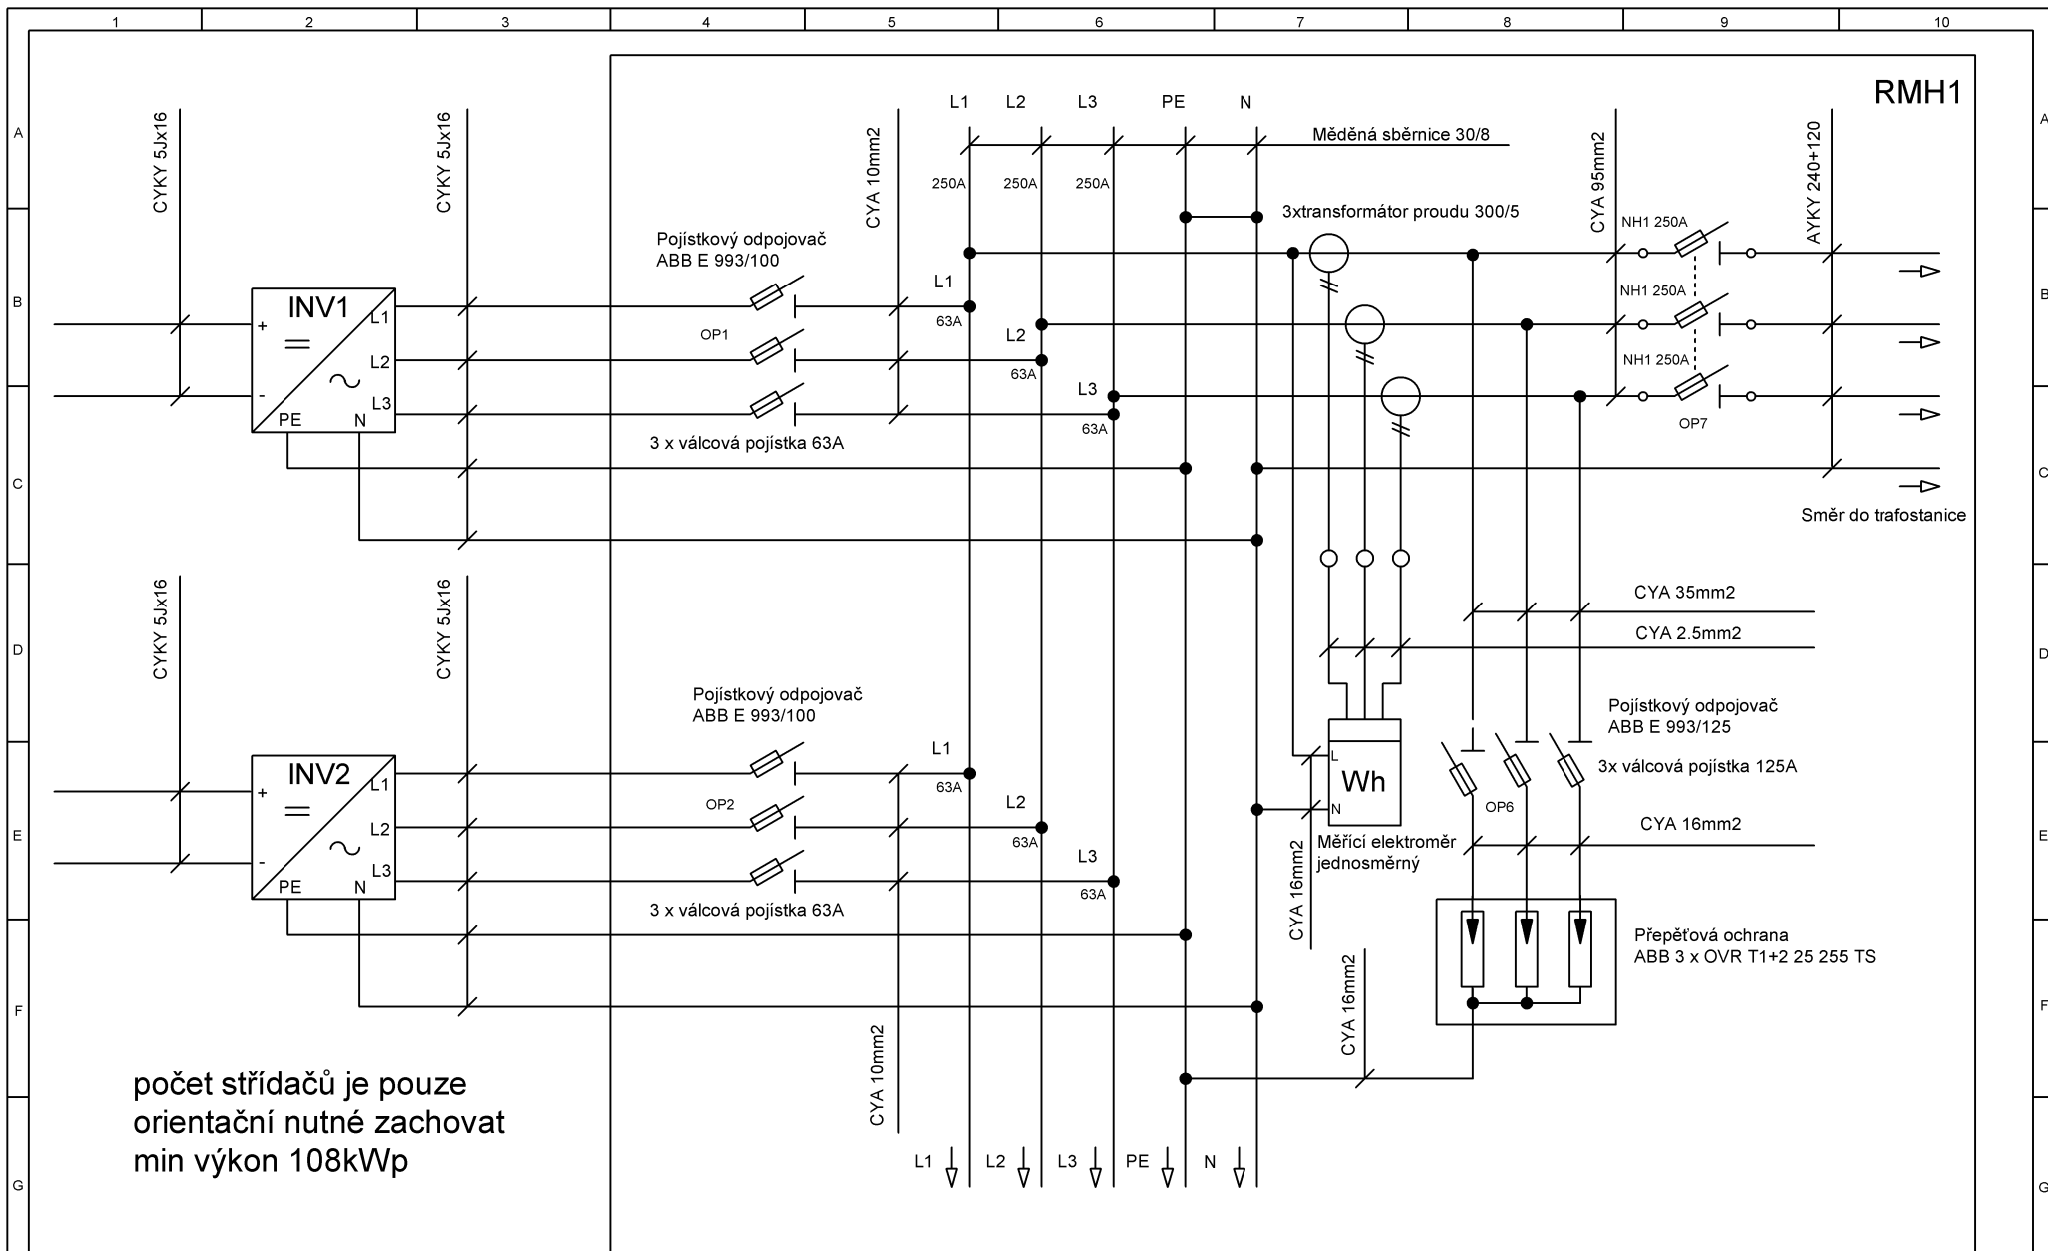 1 2 3 4 5 6 7 8 9 10
A
B
C
D
E
F
G
A
B
C
D
E
F
G
RMH1
CYKY 5Jx16
CYKY 5Jx16
CYA 10mm2
L1 L2 L3 PE N
Měděná sběrnice 30/8
250A 250A 250A
3xtransformátor proudu 300/5
CYA 95mm2
AYKY 240+120
NH1 250A
NH1 250A
NH1 250A
OP7
Směr do trafostanice
Pojístkový odpojovač
ABB E 993/100
OP1
3 x válcová pojístka 63A
INV1
+
-
L1
L2
L3
PE N
L1
63A
L2
63A
L3
63A
CYKY 5Jx16
CYKY 5Jx16
Pojístkový odpojovač
ABB E 993/100
OP2
3 x válcová pojístka 63A
INV2
+
-
L1
L2
L3
PE N
L1
63A
L2
63A
L3
63A
CYA 10mm2
CYA 35mm2
CYA 2.5mm2
Pojístkový odpojovač
ABB E 993/125
3x válcová pojístka 125A
OP6
CYA 16mm2
L
Wh
N
Měřící elektroměr
jednosměrný
CYA 16mm2
CYA 16mm2
Přepěťová ochrana
ABB 3 x OVR T1+2 25 255 TS
počet střídačů je pouze
orientační nutné zachovat
min výkon 108kWp
L1 L2 L3 PE N